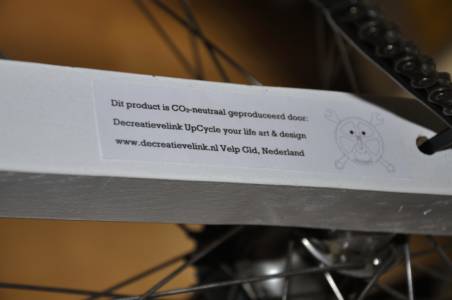 Dit product is CO₂-neutraal geproduceerd door:
Decreatievelink UpCycle your life art & design
www.decreatievelink.nl Velp Gld, Nederland